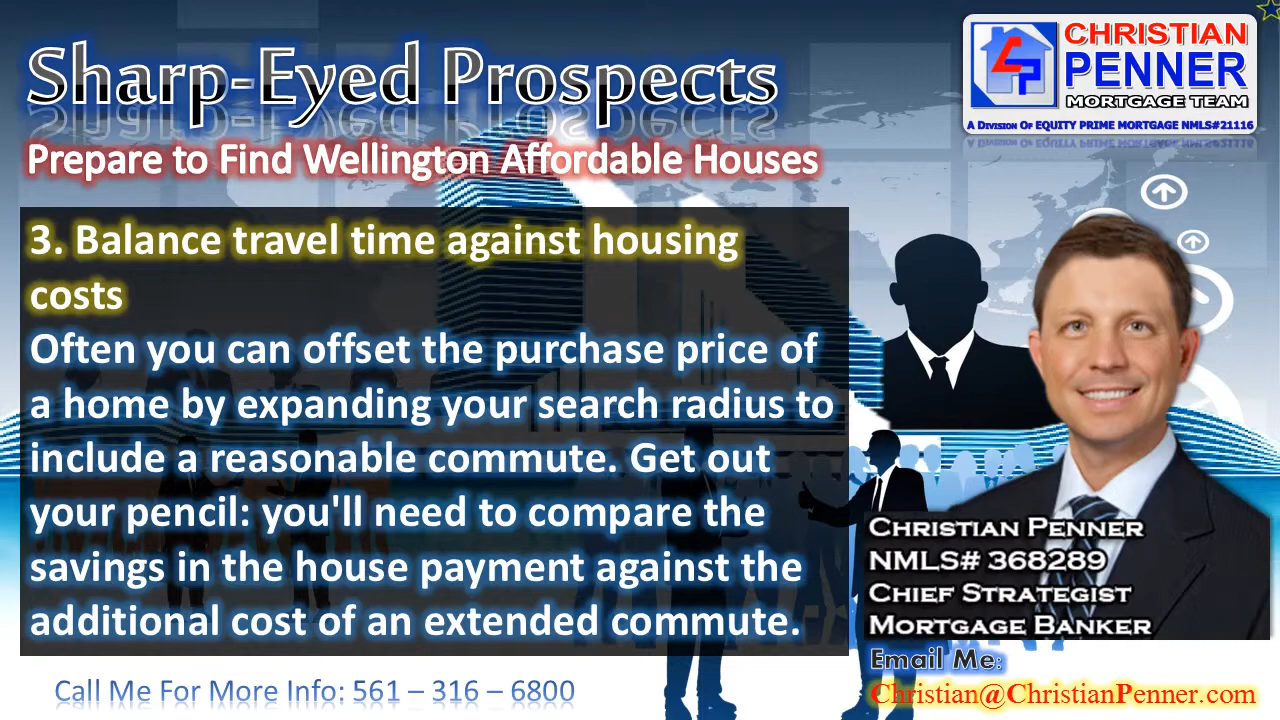 Sharp-Eyed Prospects
Prepare to Find Wellington Affordable Houses
CHRISTIAN
PENNER
MORTGAGE TEAM
A DIVISION OF EQUITY PRIME MORTGAGE NMLS#21116
CP
3. Balance travel time against housing
costs
Often you can offset the purchase price of
a home by expanding your search radius to
include a reasonable commute. Get out
your pencil: you'll need to compare the
savings in the house payment against the
additional cost of an extended commute.
CHRISTIAN PENNER
NMLS# 368289
CHIEF STRATEGIST
MORTGAGE BANKER
Email Me:
Christian@ChristianPenner.com
Call Me For More Info: 561 – 316 – 6800